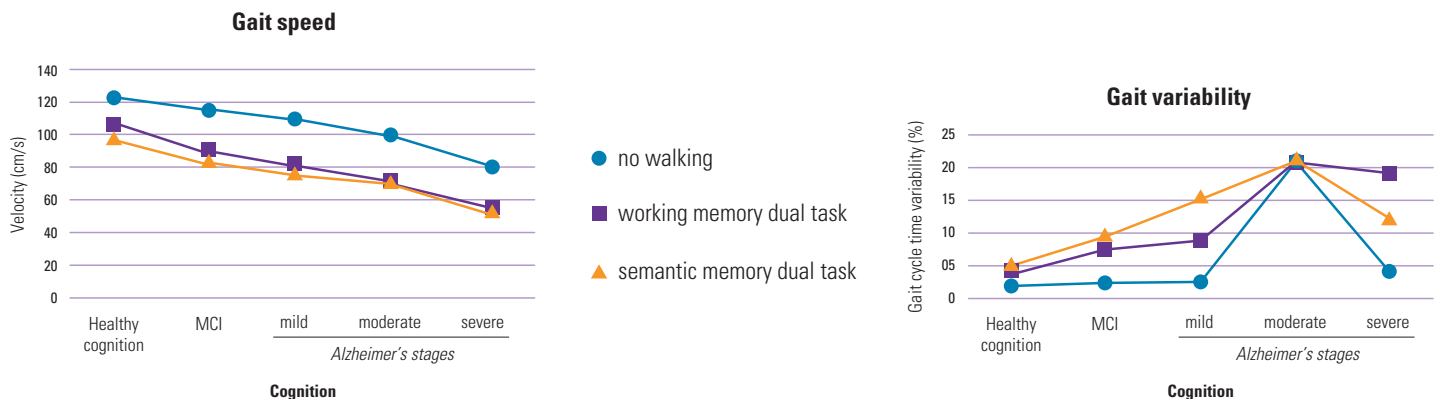 Gait speed
Velocity (cm/s)
140
120
100
80
60
40
20
0
Healthy
cognition
MCI
mild
moderate
severe
Alzheimer's stages
Cognition
no walking
working memory dual task
semantic memory dual task
Gait variability
Gait cycle time variability (%)
25
20
15
10
05
0
Healthy
cognition
MCI
mild
moderate
severe
Alzheimer's stages
Cognition